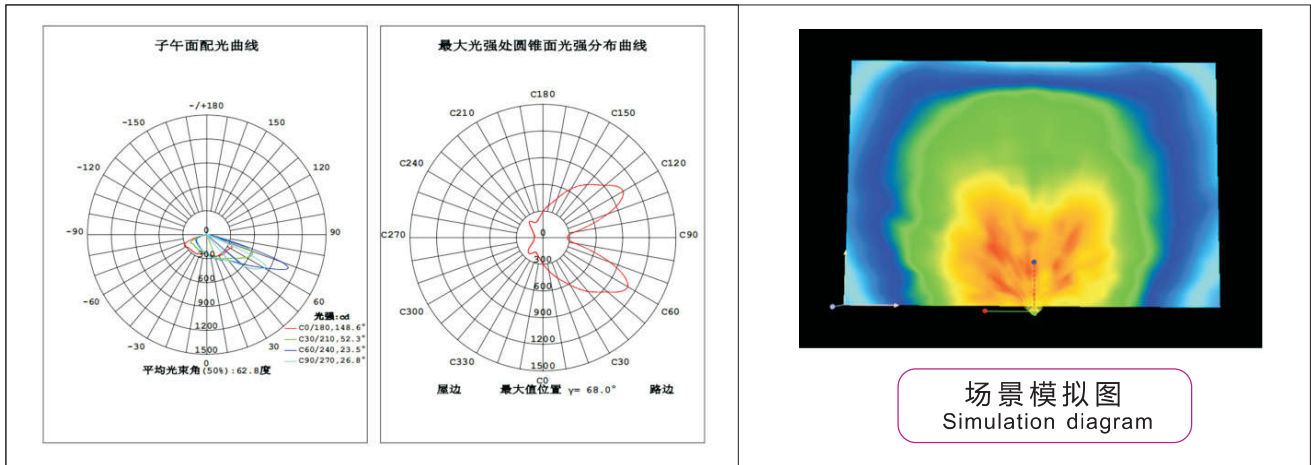 子午面配光曲线
-/+180
-150
150
-120
120
-90
90
-60
60
-30
30
0
0
300
600
900
1200
1500
光强:cd
C0/180,148.6°
C30/210,52.3°
C60/240,23.5°
C90/270,26.8°
平均光束角(50%):62.8度
最大光强处圆锥面光强分布曲线
C180
C210
C150
C240
C120
C270
C90
C300
C60
C330
C30
C0
0
300
600
900
1200
1500
屋边
最大值位置 γ= 68.0°
路边
场景模拟图
Simulation diagram